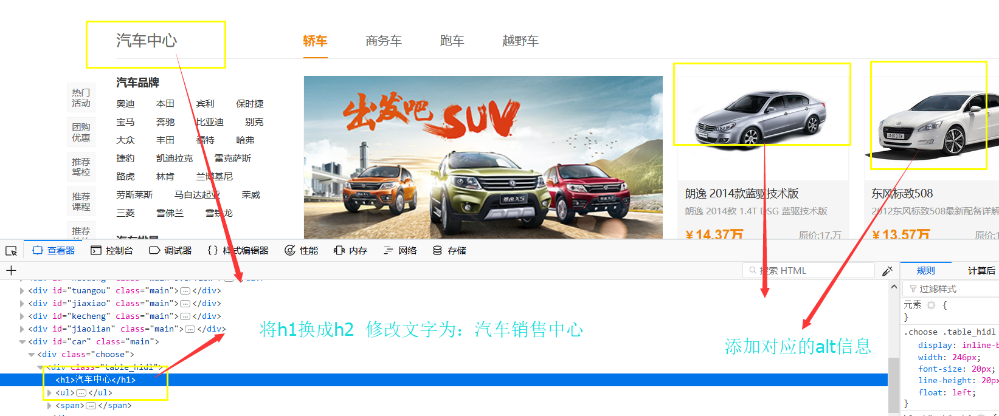 汽车中心
轿车 商务车 跑车 越野车
热门
活动
团购
优惠
推荐
驾校
推荐
课程
推荐
汽车品牌
奥迪 本田 宾利 保时捷
宝马 奔驰 比亚迪 别克
大众 丰田 福特 哈弗
捷豹 凯迪拉克 雷克萨斯
路虎 林肯 兰博基尼
劳斯莱斯 马自达起亚 荣威
三菱 雪佛兰 雪铁龙
出发吧 SUV
朗逸 2014款蓝驱技术版
朗逸 2014款 1.4T DSG 蓝驱技术版
¥14.37万 原价:17.万
东风标致508
2012东风标致508最新配备详解
¥13.57万 原价:1
查看器 控制台 调试器 {} 样式编辑器 性能 内存 网络 存储
+ 搜索 HTML
<div id="tuangou" class="main"></div>
<div id="jiaxiao" class="main"></div>
<div id="kecheng" class="main"></div>
<div id="jiaolian" class="main"></div>
<div id="car" class="main">
<div class="choose">
<div class="table_hidl">
<h1>汽车中心</h1>
<ul></ul>
<span></span>
将h1换成h2 修改文字为：汽车销售中心
添加对应的alt信息
规则 计算后
过滤样式
元素 {
}
.choose .table_hidl
display: inline-b
width: 246px;
font-size: 20px;
line-height: 20px
float: left;
}